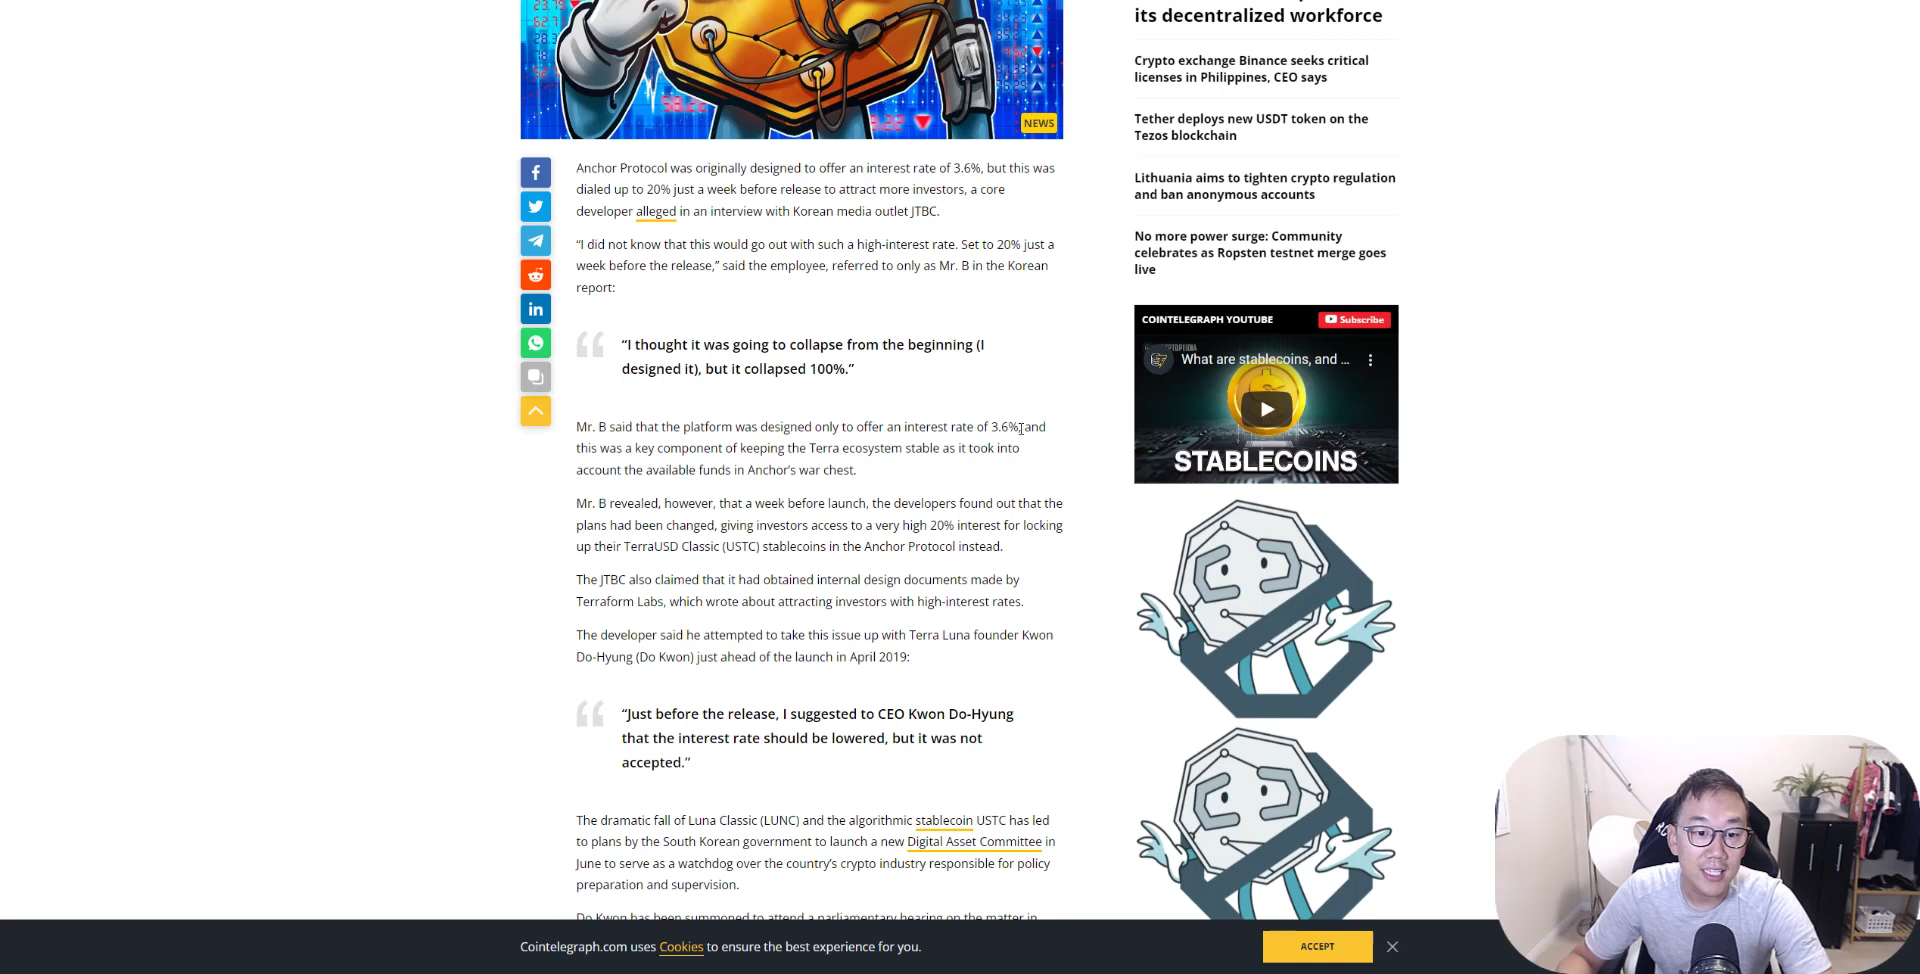 its decentralized workforce
Crypto exchange Binance seeks critical
licenses in Philippines, CEO says
Tether deploys new USDT token on the
Tezos blockchain
Lithuania aims to tighten crypto regulation
and ban anonymous accounts
No more power surge: Community
celebrates as Ropsten testnet merge goes
live
COINTELEGRAPH YOUTUBE
Subscribe
What are stablecoins, and ...
STABLECOINS
58.22
3.22
NEWS
Anchor Protocol was originally designed to offer an interest rate of 3.6%, but this was
dialed up to 20% just a week before release to attract more investors, a core
developer alleged in an interview with Korean media outlet JTBC.
“I did not know that this would go out with such a high-interest rate. Set to 20% just a
week before the release,” said the employee, referred to only as Mr. B in the Korean
report:
“I thought it was going to collapse from the beginning (I
designed it), but it collapsed 100%.”
Mr. B said that the platform was designed only to offer an interest rate of 3.6% and
this was a key component of keeping the Terra ecosystem stable as it took into
account the available funds in Anchor’s war chest.
Mr. B revealed, however, that a week before launch, the developers found out that the
plans had been changed, giving investors access to a very high 20% interest for locking
up their TerraUSD Classic (USTC) stablecoins in the Anchor Protocol instead.
The JTBC also claimed that it had obtained internal design documents made by
Terraform Labs, which wrote about attracting investors with high-interest rates.
The developer said he attempted to take this issue up with Terra Luna founder Kwon
Do-Hyung (Do Kwon) just ahead of the launch in April 2019:
“Just before the release, I suggested to CEO Kwon Do-Hyung
that the interest rate should be lowered, but it was not
accepted.”
The dramatic fall of Luna Classic (LUNC) and the algorithmic stablecoin USTC has led
to plans by the South Korean government to launch a new Digital Asset Committee in
June to serve as a watchdog over the country’s crypto industry responsible for policy
preparation and supervision.
Do Kwon has been summoned to attend a parliamentary hearing on the matter in
Cointelegraph.com uses Cookies to ensure the best experience for you.
ACCEPT